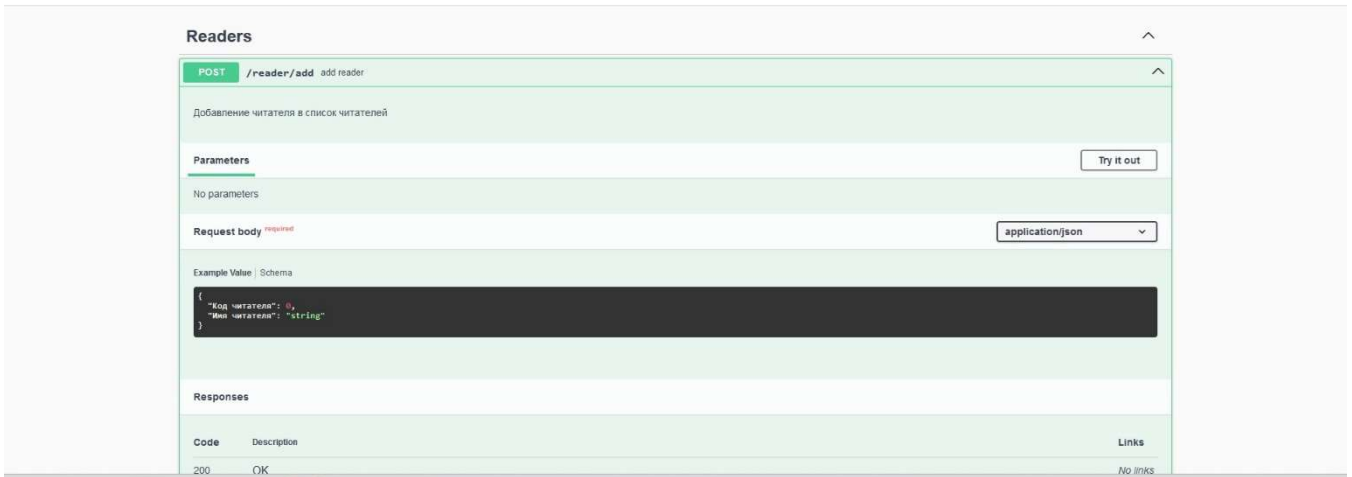 Readers
POST /reader/add add reader
Добавление читателя в список читателей
Parameters
Try it out
No parameters
Request body required
application/json
Example Value | Schema
{
"Код читателя": 0,
"Имя читателя": "string"
}
Responses
Code Description Links
200 OK No links